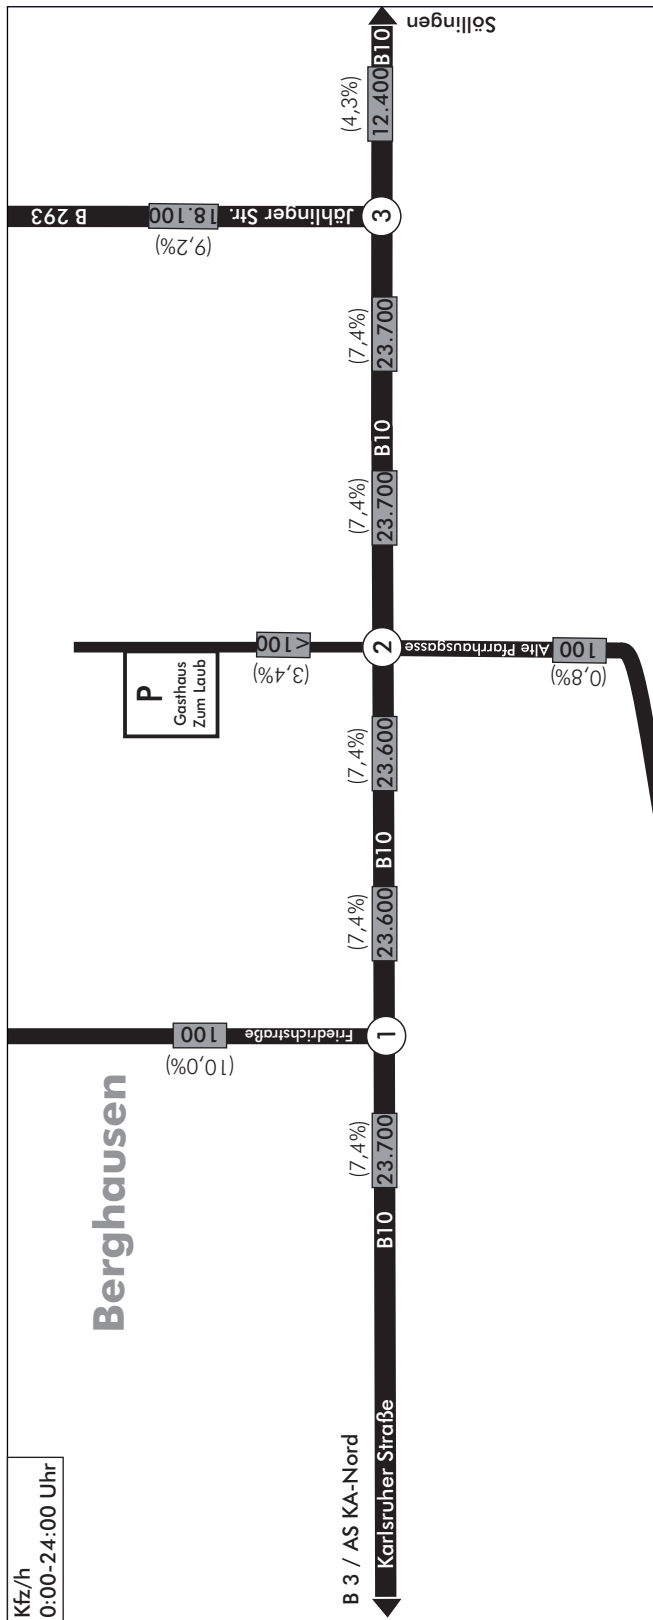 Kfz/h
0:00-24:00 Uhr
Berghausen
B 3 / AS KA-Nord
Karlsruher Straße
B10
(7,4%)
23.700
1
Friedrichstraße
100
(10,0%)
(7,4%)
23.600
B10
(7,4%)
23.600
P
Gasthaus
Zum Laub
<100
(3,4%)
2
Alte Pfarrhausgasse
100
(0,8%)
(7,4%)
23.700
B10
(7,4%)
23.700
B 293
18.100
Jählinger Str.
(9,2%)
3
(4,3%)
12.400
B10
Söllingen